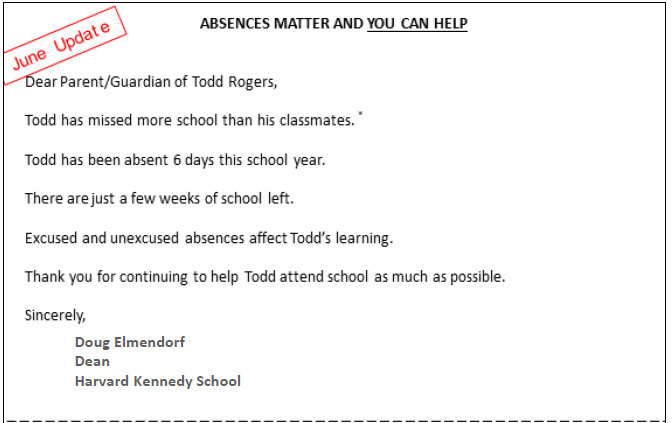 June Update
ABSENCES MATTER AND YOU CAN HELP
Dear Parent/Guardian of Todd Rogers,
Todd has missed more school than his classmates. *
Todd has been absent 6 days this school year.
There are just a few weeks of school left.
Excused and unexcused absences affect Todd’s learning.
Thank you for continuing to help Todd attend school as much as possible.
Sincerely,
Doug Elmendorf
Dean
Harvard Kennedy School